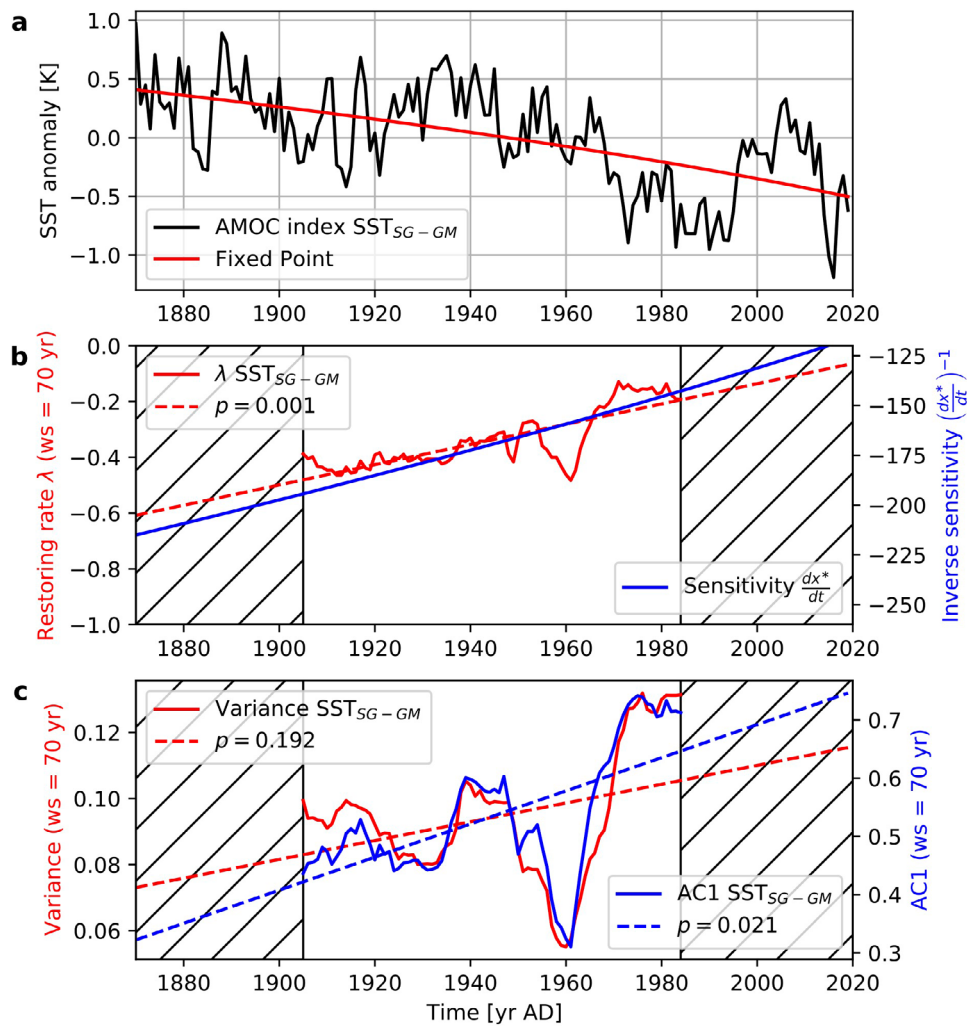 a
1.0
0.5
0.0
−0.5
−1.0
SST anomaly [K]
AMOC index SST_{SG−GM}
Fixed Point
1880 1900 1920 1940 1960 1980 2000 2020
b
0.0
−0.2
−0.4
−0.6
−0.8
−1.0
Restoring rate λ (ws = 70 yr)
λ SST_{SG−GM}
p = 0.001
Sensitivity \frac{dx*}{dt}
−125
−150
−175
−200
−225
−250
Inverse sensitivity (\frac{dx*}{dt})^{−1}
1880 1900 1920 1940 1960 1980 2000 2020
c
0.12
0.10
0.08
0.06
Variance (ws = 70 yr)
Variance SST_{SG−GM}
p = 0.192
AC1 SST_{SG−GM}
p = 0.021
0.7
0.6
0.5
0.4
0.3
AC1 (ws = 70 yr)
1880 1900 1920 1940 1960 1980 2000 2020
Time [yr AD]